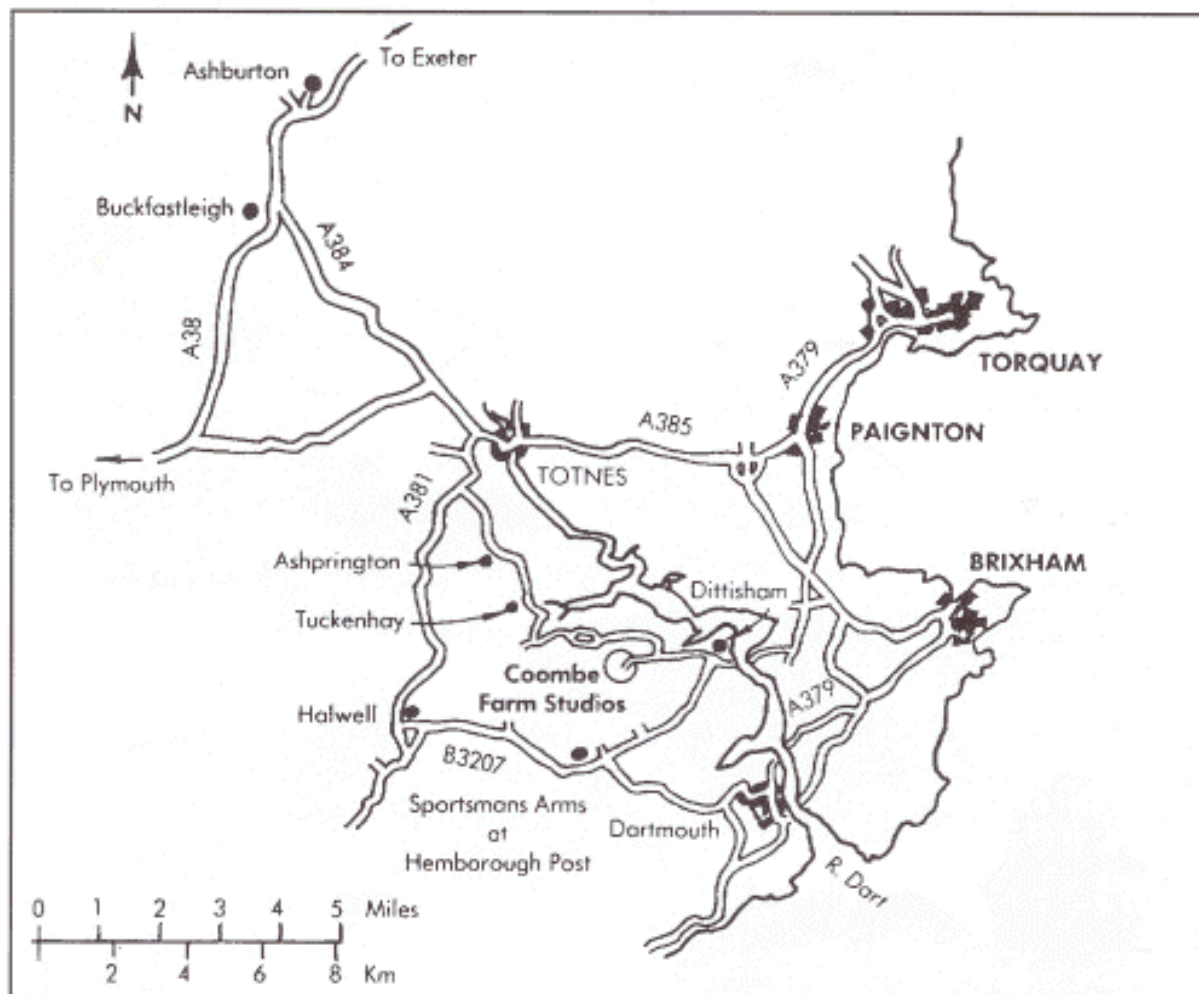 To Exeter
Ashburton
N
Buckfastleigh
A384
A38
A379
TORQUAY
A385
PAIGNTON
To Plymouth
TOTNES
A381
Ashprington
BRIXHAM
Dittisham
Tuckenhay
Coombe
Farm Studios
A379
Halwell
B3207
Sportsmans Arms
at
Hemborough Post
Dartmouth
R. Dart
0 1 2 3 4 5 Miles
2 4 6 8 Km